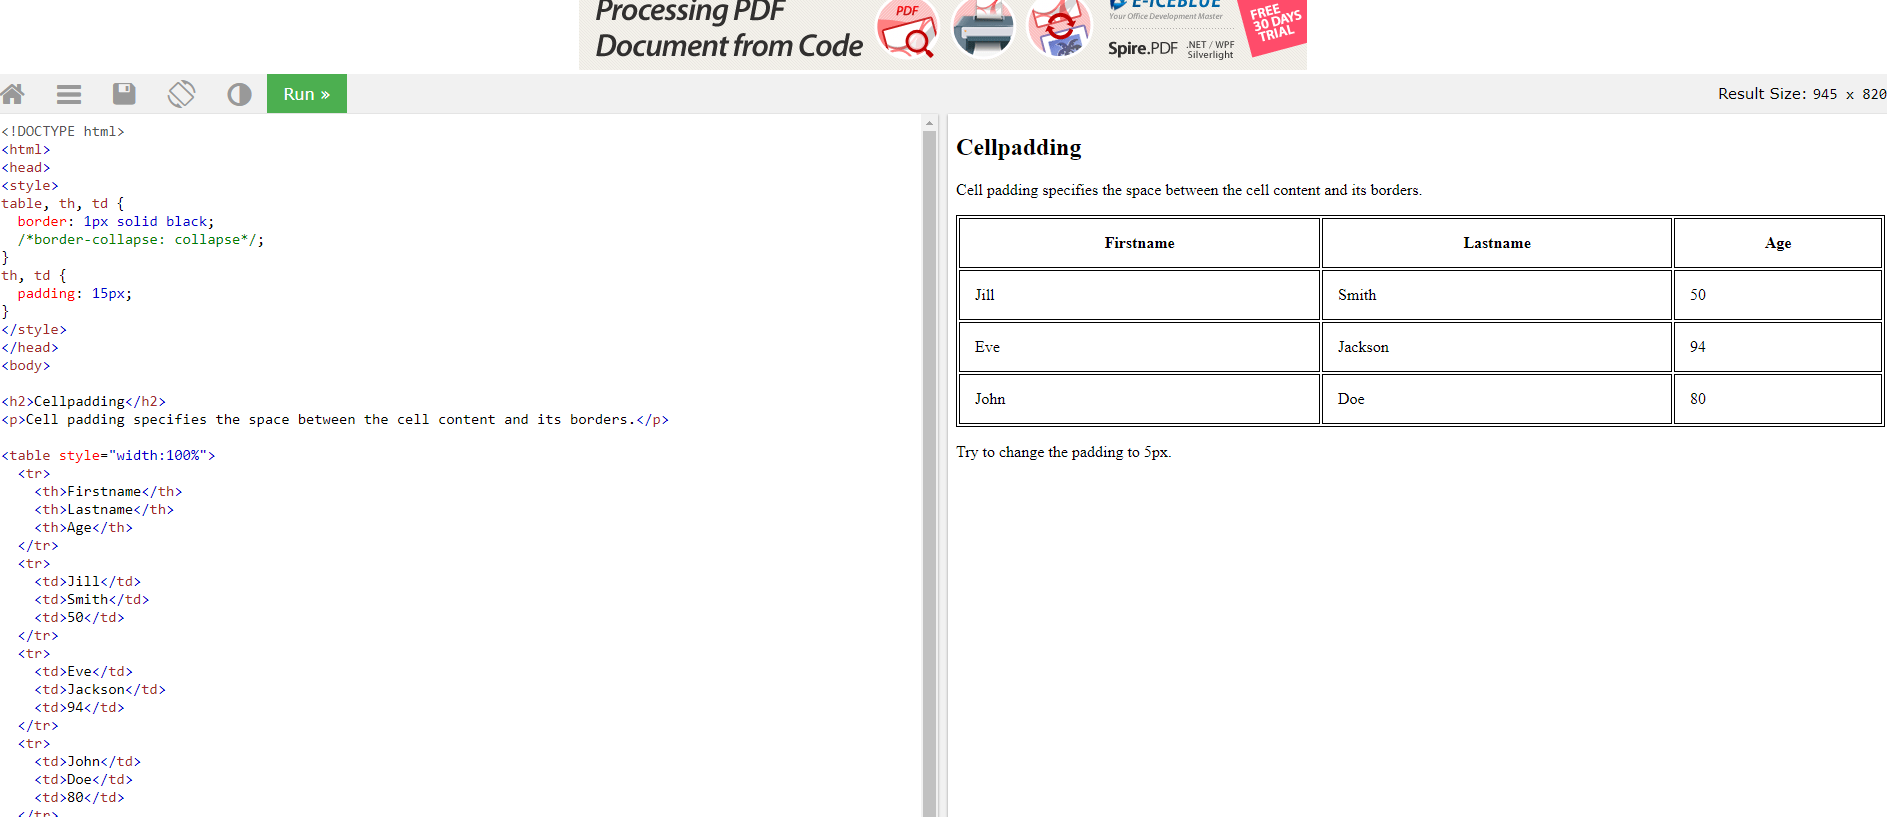 Processing PDF
Document from Code
PDF
E-ICEBLUE
Your Office Development Master
Spire.PDF
.NET / WPF
Silverlight
FREE
30 DAYS
TRIAL
Run »
Result Size: 945 x 820
<!DOCTYPE html>
<html>
<head>
<style>
table, th, td {
  border: 1px solid black;
  /*border-collapse: collapse*/;
}
th, td {
  padding: 15px;
}
</style>
</head>
<body>
<h2>Cellpadding</h2>
<p>Cell padding specifies the space between the cell content and its borders.</p>
<table style="width:100%">
  <tr>
    <th>Firstname</th>
    <th>Lastname</th>
    <th>Age</th>
  </tr>
  <tr>
    <td>Jill</td>
    <td>Smith</td>
    <td>50</td>
  </tr>
  <tr>
    <td>Eve</td>
    <td>Jackson</td>
    <td>94</td>
  </tr>
  <tr>
    <td>John</td>
    <td>Doe</td>
    <td>80</td>
  </tr>
Cellpadding
Cell padding specifies the space between the cell content and its borders.
Firstname Lastname Age
Jill Smith 50
Eve Jackson 94
John Doe 80
Try to change the padding to 5px.